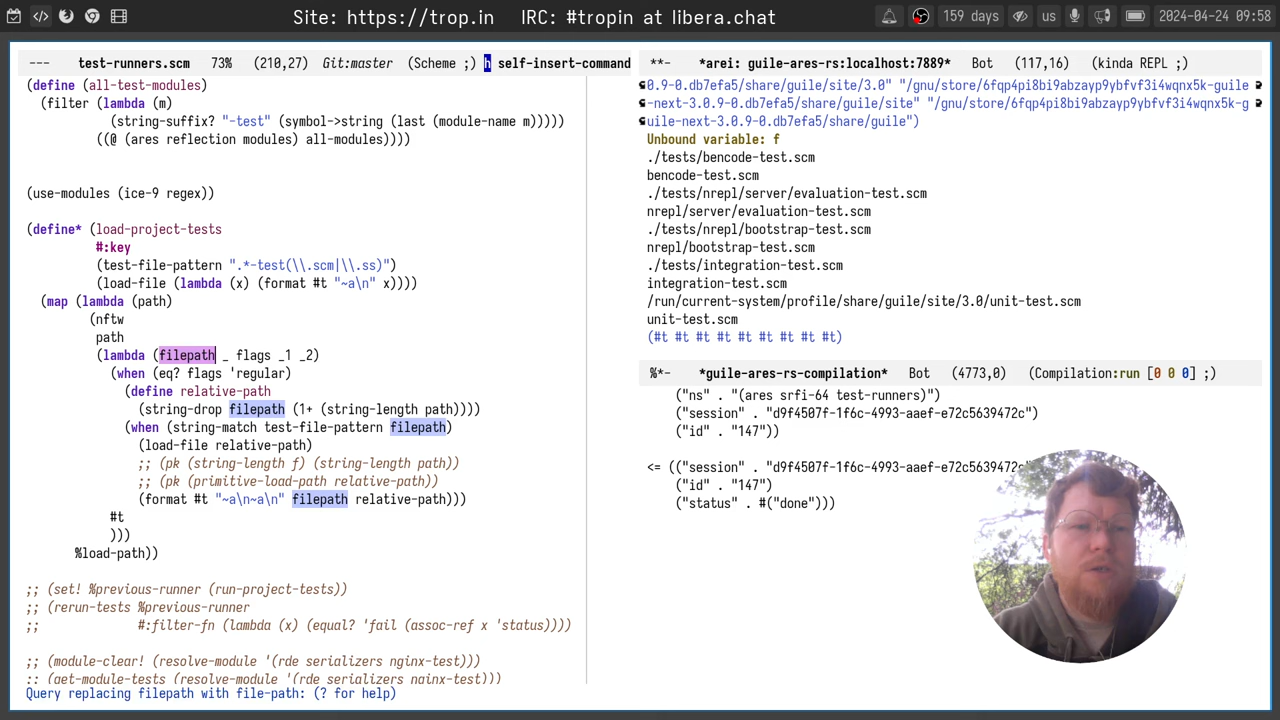 Site: https://trop.in IRC: #tropin at libera.chat
159 days us 2024-04-24 09:58
--- test-runners.scm 73% (210,27) Git:master (Scheme ;) h self-insert-command
(define (all-test-modules)
(filter (lambda (m)
(string-suffix? "-test" (symbol->string (last (module-name m)))))
((@ (ares reflection modules) all-modules))))
(use-modules (ice-9 regex))
(define* (load-project-tests
#:key
(test-file-pattern ".*-test(\\.scm|\\.ss)")
(load-file (lambda (x) (format #t "~a\n" x))))
(map (lambda (path)
(nftw
path
(lambda (filepath _ flags _1 _2)
(when (eq? flags 'regular)
(define relative-path
(string-drop filepath (1+ (string-length path))))
(when (string-match test-file-pattern filepath)
(load-file relative-path)
;; (pk (string-length f) (string-length path))
;; (pk (primitive-load-path relative-path))
(format #t "~a\n~a\n" filepath relative-path)))
#t
)))
%load-path))
;; (set! %previous-runner (run-project-tests))
;; (rerun-tests %previous-runner
;; #:filter-fn (lambda (x) (equal? 'fail (assoc-ref x 'status))))
;; (module-clear! (resolve-module '(rde serializers nginx-test)))
;; (get-module-tests (resolve-module '(rde serializers nginx-test)))
Query replacing filepath with file-path: (? for help)
**- *arei: guile-ares-rs:localhost:7889* Bot (117,16) (kinda REPL ;)
0.9-0.db7efa5/share/guile/site/3.0" "/gnu/store/6fqp4pi8bi9abzayp9ybfvf3i4wqnx5k-guile
-next-3.0.9-0.db7efa5/share/guile/site" "/gnu/store/6fqp4pi8bi9abzayp9ybfvf3i4wqnx5k-g
uile-next-3.0.9-0.db7efa5/share/guile")
Unbound variable: f
./tests/bencode-test.scm
bencode-test.scm
./tests/nrepl/server/evaluation-test.scm
nrepl/server/evaluation-test.scm
./tests/nrepl/bootstrap-test.scm
nrepl/bootstrap-test.scm
./tests/integration-test.scm
integration-test.scm
/run/current-system/profile/share/guile/site/3.0/unit-test.scm
unit-test.scm
(#t #t #t #t #t #t #t #t #t)
%*- *guile-ares-rs-compilation* Bot (4773,0) (Compilation:run [0 0 0] ;)
("ns" . "(ares srfi-64 test-runners)")
("session" . "d9f4507f-1f6c-4993-aaef-e72c5639472c")
("id" . "147"))
<= (("session" . "d9f4507f-1f6c-4993-aaef-e72c5639472c")
("id" . "147")
("status" . #("done")))